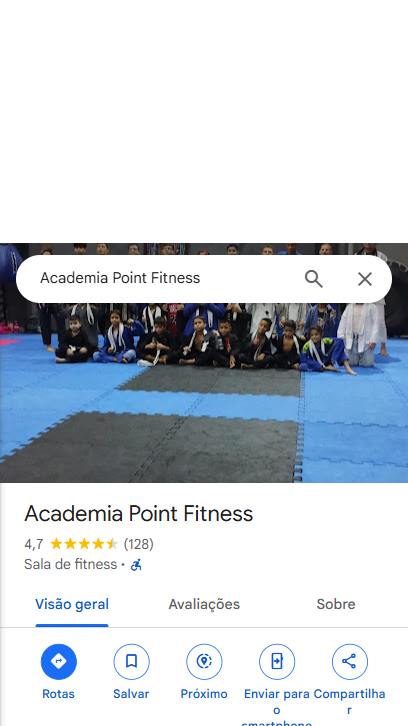 Academia Point Fitness
Academia Point Fitness
4,7 (128)
Sala de fitness ·
Visão geral Avaliações Sobre
Rotas Salvar Próximo Enviar para Compartilha
o r
smartphone